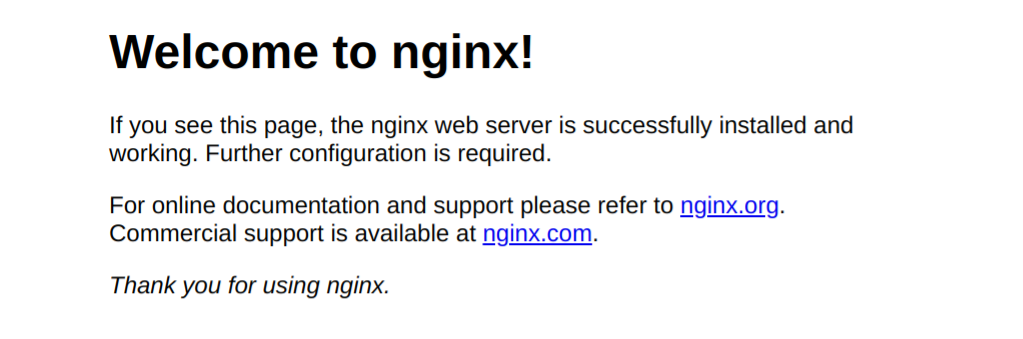 Welcome to nginx!
If you see this page, the nginx web server is successfully installed and
working. Further configuration is required.
For online documentation and support please refer to nginx.org.
Commercial support is available at nginx.com.
Thank you for using nginx.